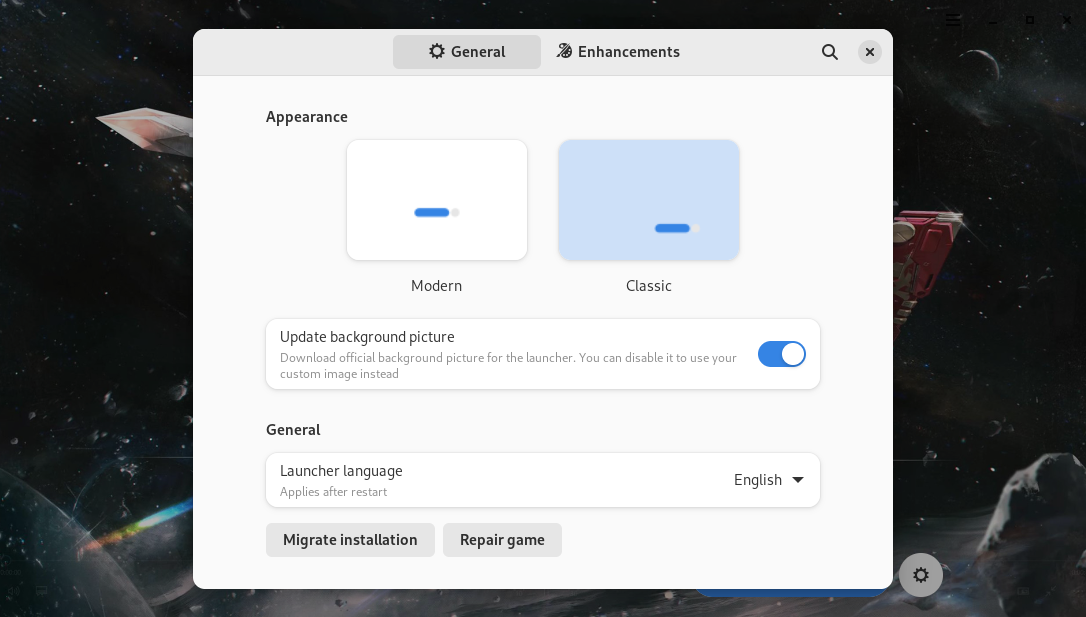 General
Enhancements
Appearance
Modern
Classic
Update background picture
Download official background picture for the launcher. You can disable it to use your
custom image instead
General
Launcher language
Applies after restart
English
Migrate installation
Repair game